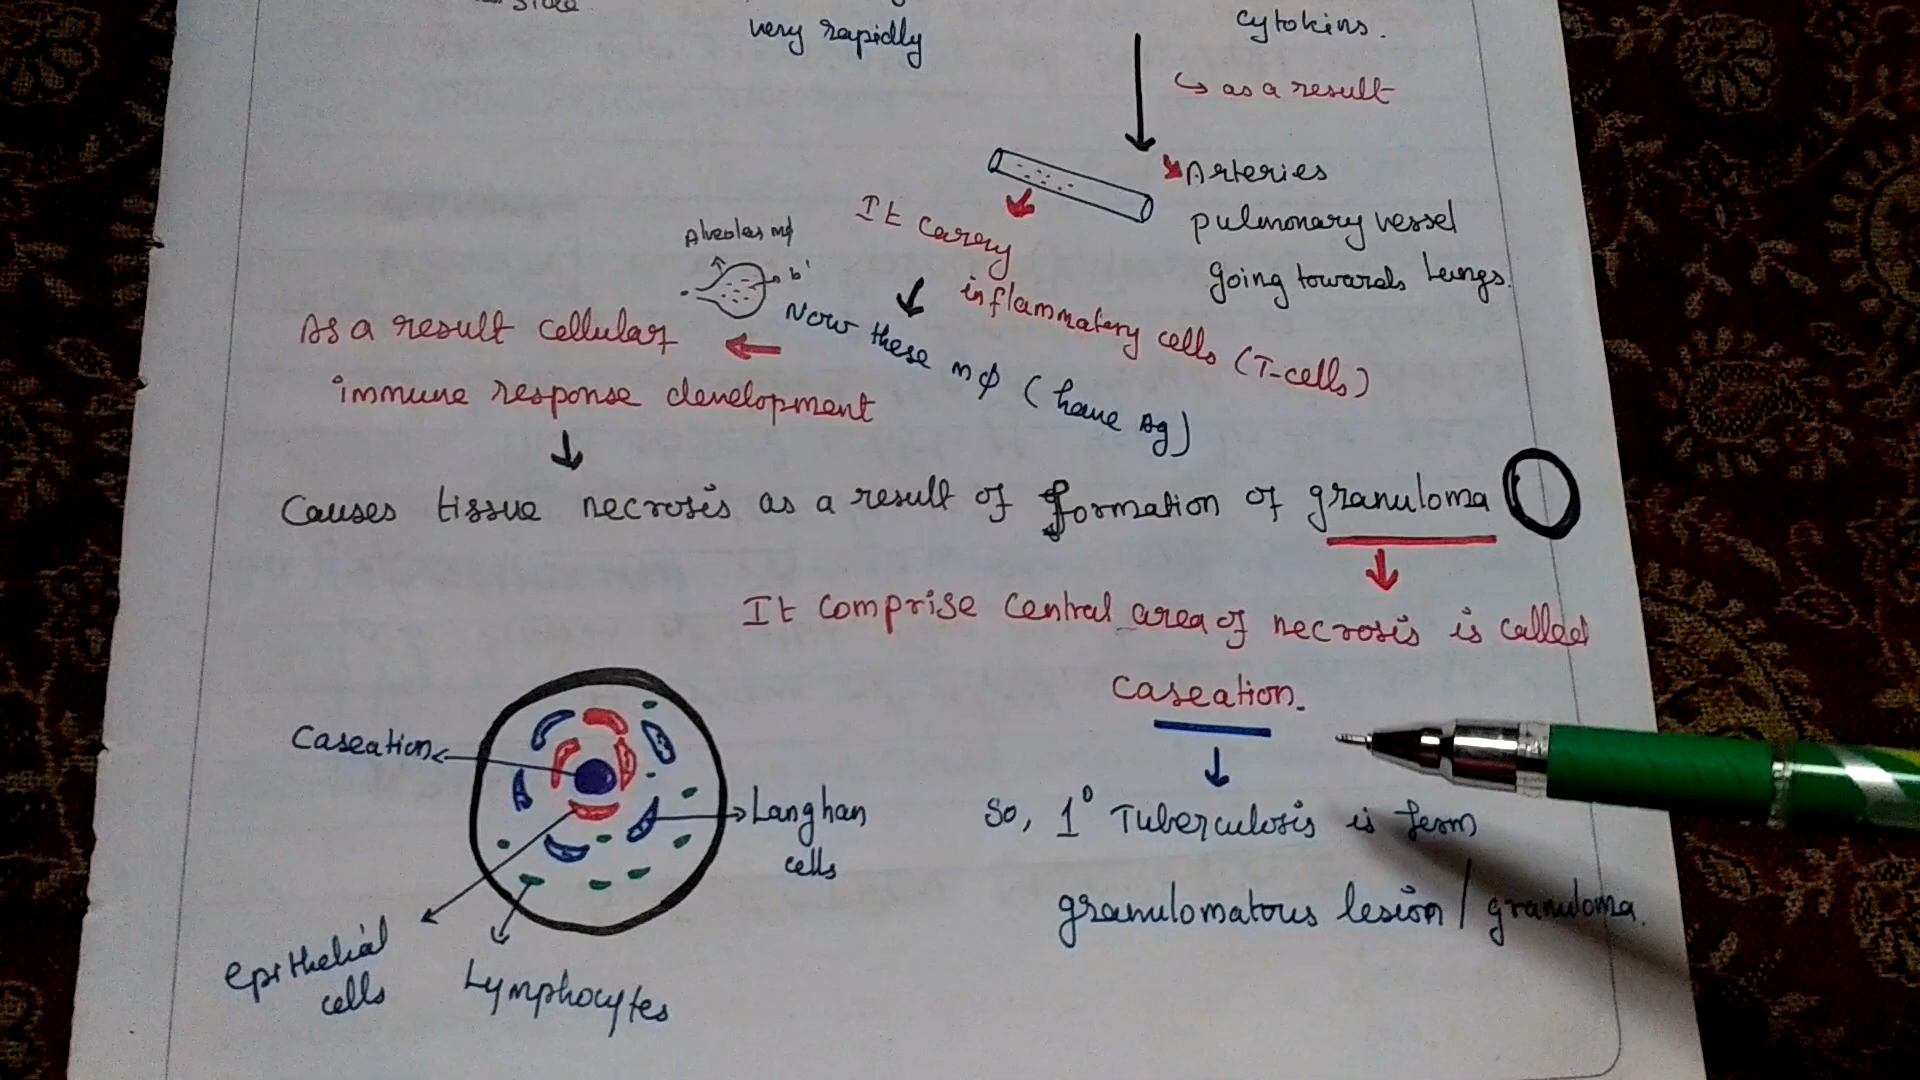 very rapidly
cytokins.
↳ as a result
Arteries
pulmonary vessel
going towards lungs.
It carry
inflammatory cells (T-cells)
Alveolar mφ
b'
Now these mφ (have Ag)
As a result cellular
immune response development
Causes tissue necrosis as a result of formation of granuloma
It comprise central area of necrosis is called
caseation.
So, 1° Tuberculosis is term
granulomatous lesion / granuloma.
Caseation
Langhan
cells
epithelial
cells
Lymphocytes